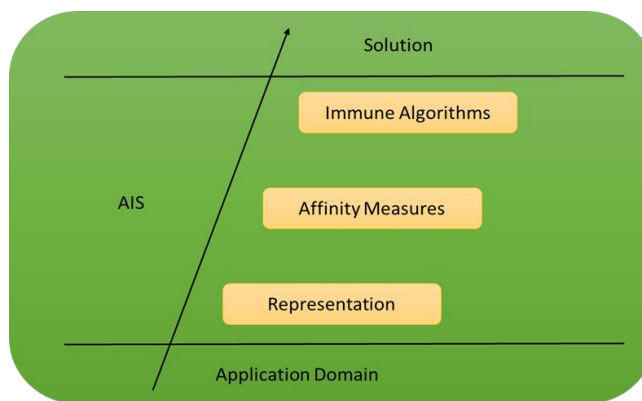 Solution
Immune Algorithms
AIS
Affinity Measures
Representation
Application Domain